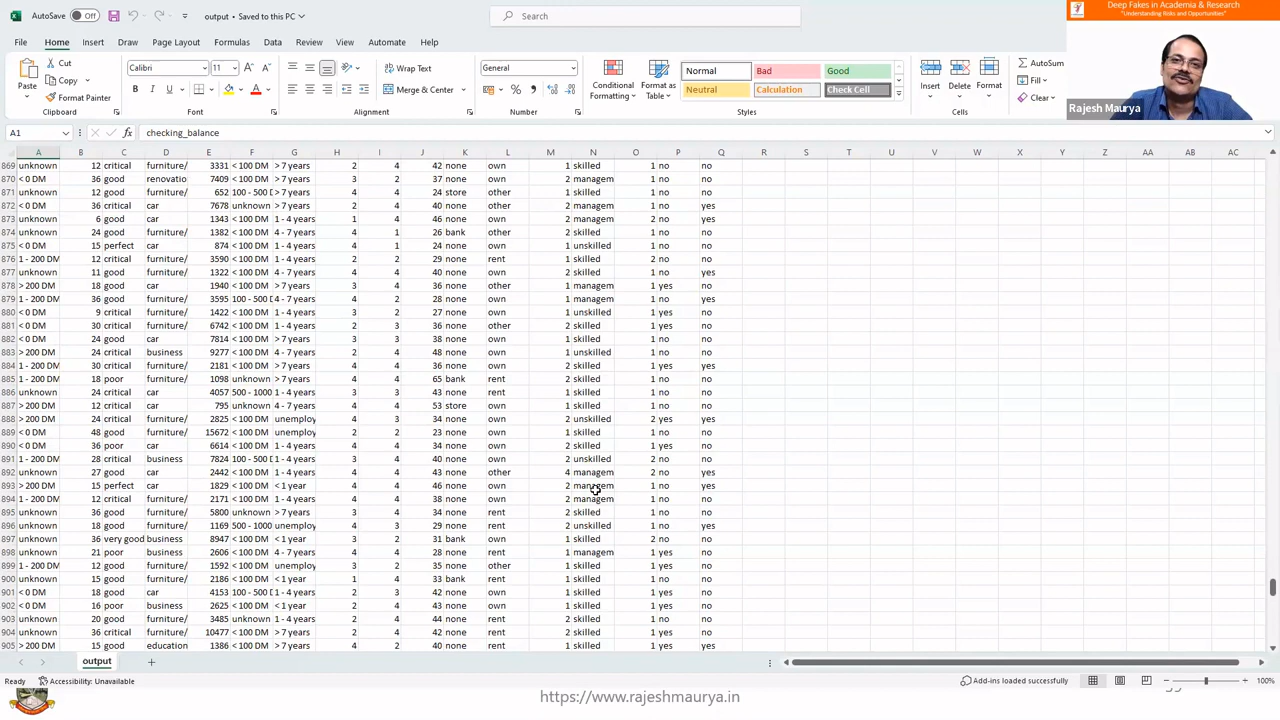 AutoSave Off output • Saved to this PC Search
Deep Fakes in Academia & Research
"Understanding Risks and Opportunities"
File Home Insert Draw Page Layout Formulas Data Review View Automate Help
Paste Cut Copy Format Painter Clipboard
Calibri 11 B I U A Font
Wrap Text Merge & Center Alignment
General % Number
Conditional Formatting Format as Table
Normal Bad Good
Neutral Calculation Check Cell
Styles
Insert Delete Format Cells
AutoSum Fill Clear
Rajesh Maurya
A1 fx checking_balance
A B C D E F G H I J K L M N O P Q R S T U V W X Y Z AA AB AC
869 unknown 12 critical furniture/ 3331 < 100 DM > 7 years 2 4 42 none own 1 skilled 1 no no
870 < 0 DM 36 good renovatio 7409 < 100 DM > 7 years 3 2 37 none own 2 managem 1 no no
871 unknown 12 good furniture/ 652 100 - 500 D > 7 years 4 4 24 store other 1 skilled 1 no no
872 < 0 DM 36 critical car 7678 unknown > 7 years 2 4 40 none other 2 managem 1 no yes
873 unknown 6 good car 1343 < 100 DM 1 - 4 years 1 4 46 none own 2 managem 2 no yes
874 unknown 24 good furniture/ 1382 < 100 DM 4 - 7 years 4 1 26 bank other 2 skilled 1 no no
875 < 0 DM 15 perfect car 874 < 100 DM 1 - 4 years 4 1 24 none own 1 unskilled 1 no no
876 1 - 200 DM 12 critical car 3590 < 100 DM 1 - 4 years 2 2 29 none rent 1 skilled 2 no no
877 unknown 11 good furniture/ 1322 < 100 DM 4 - 7 years 4 4 40 none own 2 skilled 1 no yes
878 > 200 DM 18 good car 1940 < 100 DM > 7 years 3 4 36 none other 1 managem 1 yes no
879 1 - 200 DM 36 good furniture/ 3595 100 - 500 D 4 - 7 years 4 2 28 none own 1 managem 1 no yes
880 < 0 DM 9 critical furniture/ 1422 < 100 DM 1 - 4 years 3 2 27 none own 1 unskilled 1 yes no
881 < 0 DM 30 critical furniture/ 6742 < 100 DM 1 - 4 years 2 3 36 none other 2 skilled 1 yes no
882 < 0 DM 24 good car 7814 < 100 DM > 7 years 3 3 38 none own 1 skilled 1 no no
883 > 200 DM 24 critical business 9277 < 100 DM 4 - 7 years 2 4 48 none own 1 unskilled 1 no no
884 1 - 200 DM 30 critical furniture/ 2181 < 100 DM > 7 years 4 4 36 none own 2 skilled 1 yes yes
885 1 - 200 DM 18 poor furniture/ 1098 unknown > 7 years 4 4 65 bank rent 2 skilled 1 no no
886 unknown 24 critical car 4057 500 - 1000 1 - 4 years 3 3 43 none rent 1 skilled 1 no no
887 > 200 DM 12 critical car 795 unknown 4 - 7 years 4 4 53 store own 1 skilled 1 no no
888 > 200 DM 24 critical furniture/ 2825 < 100 DM unemploy 4 3 34 none own 2 unskilled 2 yes yes
889 < 0 DM 48 good furniture/ 15672 < 100 DM unemploy 2 2 23 none own 1 skilled 1 no no
890 < 0 DM 36 poor car 6614 < 100 DM 1 - 4 years 4 4 34 none own 2 skilled 1 yes no
891 1 - 200 DM 28 critical business 7824 100 - 500 D 1 - 4 years 3 4 40 none own 2 unskilled 2 no no
892 unknown 27 good car 2442 < 100 DM 1 - 4 years 4 4 43 none other 4 managem 2 no yes
893 > 200 DM 15 perfect car 1829 < 100 DM < 1 year 4 4 46 none own 2 managem 1 no yes
894 1 - 200 DM 12 critical furniture/ 2171 < 100 DM 1 - 4 years 4 4 38 none own 2 managem 1 no no
895 unknown 36 good furniture/ 5800 unknown > 7 years 3 4 34 none rent 2 skilled 1 no no
896 unknown 18 good furniture/ 1169 500 - 1000 unemploy 4 3 29 none rent 2 unskilled 1 no yes
897 unknown 36 very good business 8947 < 100 DM < 1 year 3 2 31 bank own 1 skilled 2 no no
898 unknown 21 poor business 2606 < 100 DM 4 - 7 years 4 4 28 none rent 1 managem 1 yes no
899 1 - 200 DM 12 good furniture/ 1592 < 100 DM unemploy 3 2 35 none other 1 skilled 1 yes no
900 unknown 15 good furniture/ 2186 < 100 DM < 1 year 1 4 33 bank rent 1 skilled 1 no no
901 < 0 DM 18 good car 4153 100 - 500 D 1 - 4 years 2 3 42 none own 1 skilled 1 yes no
902 < 0 DM 16 poor business 2625 < 100 DM < 1 year 2 4 43 none own 1 skilled 1 yes no
903 unknown 20 good furniture/ 3485 unknown < 1 year 4 2 44 none rent 2 skilled 1 yes no
904 unknown 36 critical furniture/ 10477 < 100 DM > 7 years 2 4 42 none rent 2 skilled 1 yes no
905 > 200 DM 15 good education 1386 < 100 DM > 7 years 4 2 40 none rent 1 skilled 1 no no
output
Ready Accessibility: Unavailable Add-ins loaded successfully 100%
https://www.rajeshmaurya.in